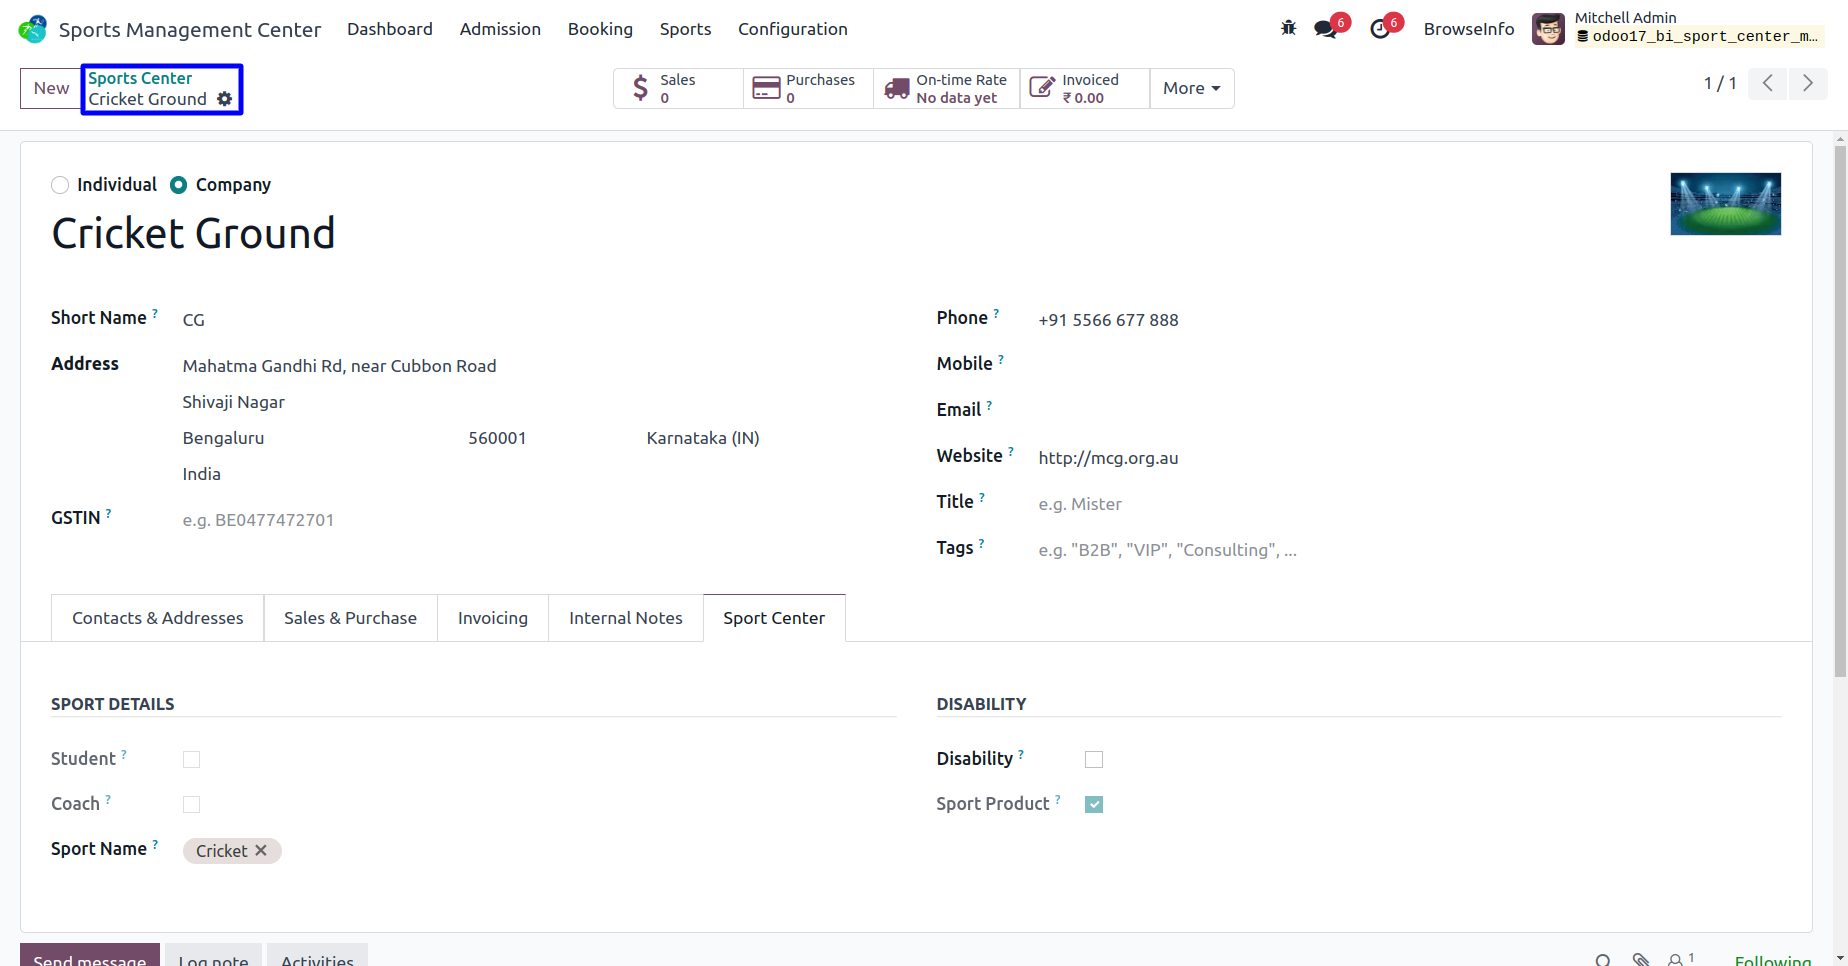 Sports Management Center Dashboard Admission Booking Sports Configuration 6 6 BrowseInfo Mitchell Admin
odoo17_bi_sport_center_m...
New Sports Center
Cricket Ground
Sales
0
Purchases
0
On-time Rate
No data yet
Invoiced
₹ 0.00
More
1 / 1
Individual Company
Cricket Ground
Short Name ? CG
Address Mahatma Gandhi Rd, near Cubbon Road
Shivaji Nagar
Bengaluru 560001 Karnataka (IN)
India
GSTIN ? e.g. BE0477472701
Phone ? +91 5566 677 888
Mobile ?
Email ?
Website ? http://mcg.org.au
Title ? e.g. Mister
Tags ? e.g. "B2B", "VIP", "Consulting", ...
Contacts & Addresses Sales & Purchase Invoicing Internal Notes Sport Center
SPORT DETAILS
Student ?
Coach ?
Sport Name ? Cricket
DISABILITY
Disability ?
Sport Product ?
Send message Log note Activities 1 Following